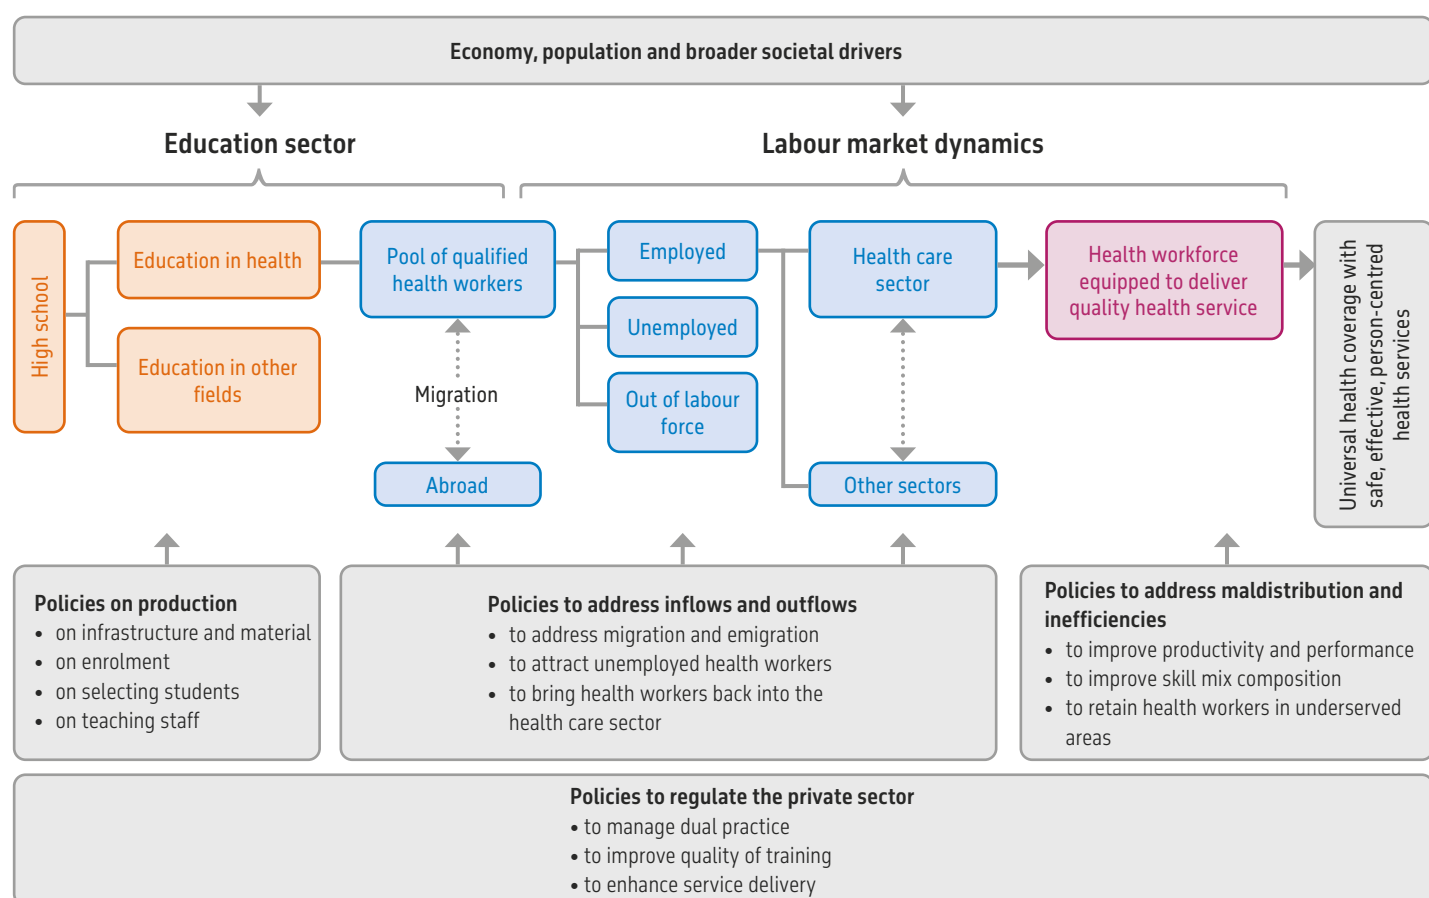 Economy, population and broader societal drivers
Education sector
Labour market dynamics
High school
Education in health
Education in other
fields
Pool of qualified
health workers
Migration
Abroad
Employed
Unemployed
Out of labour
force
Health care
sector
Other sectors
Health workforce
equipped to deliver
quality health service
Universal health coverage with
safe, effective, person-centred
health services
Policies on production
• on infrastructure and material
• on enrolment
• on selecting students
• on teaching staff
Policies to address inflows and outflows
• to address migration and emigration
• to attract unemployed health workers
• to bring health workers back into the
health care sector
Policies to address maldistribution and
inefficiencies
• to improve productivity and performance
• to improve skill mix composition
• to retain health workers in underserved
areas
Policies to regulate the private sector
• to manage dual practice
• to improve quality of training
• to enhance service delivery